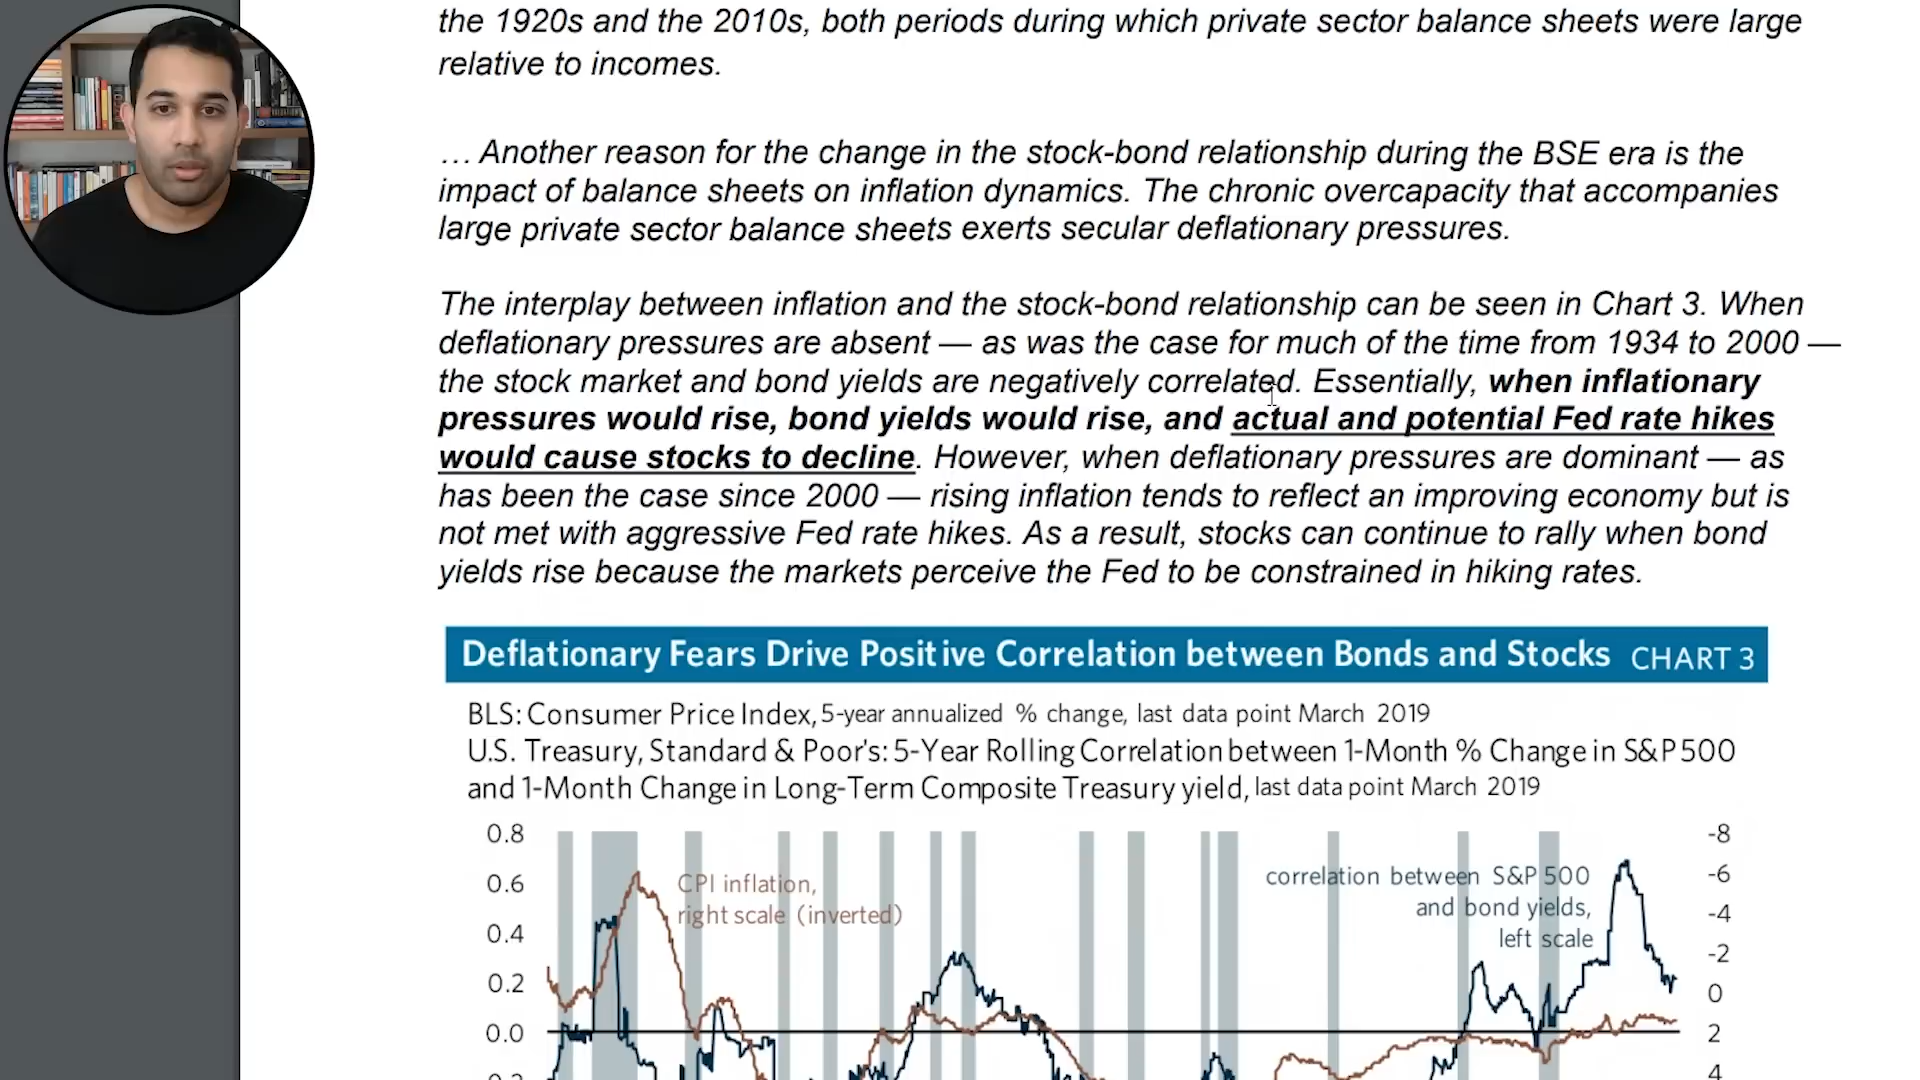 the 1920s and the 2010s, both periods during which private sector balance sheets were large
relative to incomes.
… Another reason for the change in the stock-bond relationship during the BSE era is the
impact of balance sheets on inflation dynamics. The chronic overcapacity that accompanies
large private sector balance sheets exerts secular deflationary pressures.
The interplay between inflation and the stock-bond relationship can be seen in Chart 3. When
deflationary pressures are absent — as was the case for much of the time from 1934 to 2000 —
the stock market and bond yields are negatively correlated. Essentially, when inflationary
pressures would rise, bond yields would rise, and actual and potential Fed rate hikes
would cause stocks to decline. However, when deflationary pressures are dominant — as
has been the case since 2000 — rising inflation tends to reflect an improving economy but is
not met with aggressive Fed rate hikes. As a result, stocks can continue to rally when bond
yields rise because the markets perceive the Fed to be constrained in hiking rates.
Deflationary Fears Drive Positive Correlation between Bonds and Stocks CHART 3
BLS: Consumer Price Index, 5-year annualized % change, last data point March 2019
U.S. Treasury, Standard & Poor's: 5-Year Rolling Correlation between 1-Month % Change in S&P 500
and 1-Month Change in Long-Term Composite Treasury yield, last data point March 2019
0.8
0.6
0.4
0.2
0.0
CPI inflation,
right scale (inverted)
correlation between S&P 500
and bond yields,
left scale
-8
-6
-4
-2
0
2
4